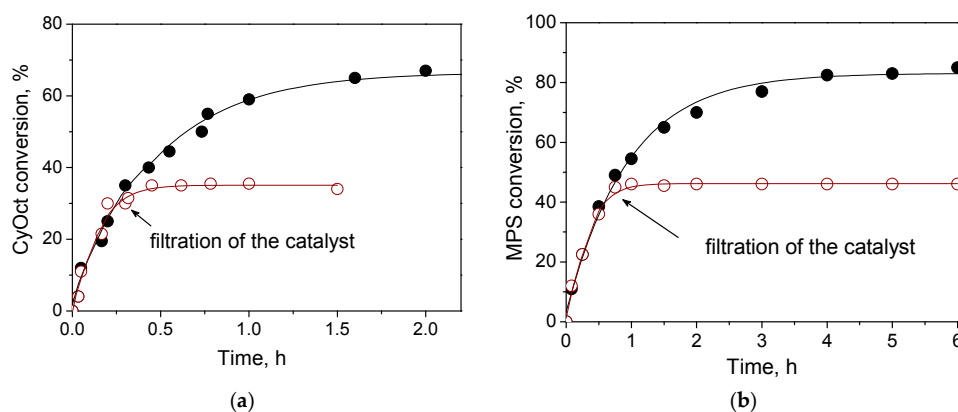 CyOct conversion, %
80
60
40
20
0
0.0 0.5 1.0 1.5 2.0
Time, h
filtration of the catalyst
(a)
MPS conversion, %
100
80
60
40
20
0
0 1 2 3 4 5 6
Time, h
filtration of the catalyst
(b)